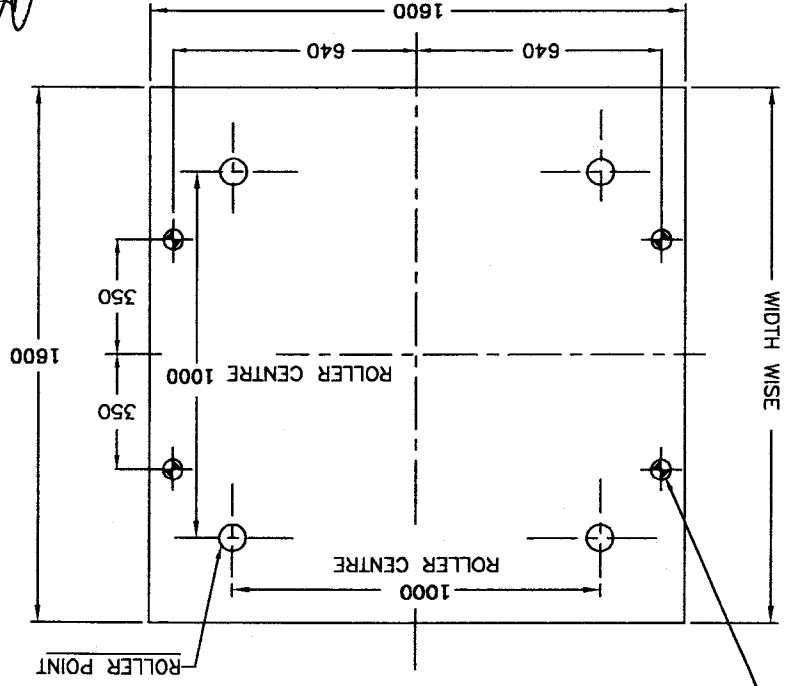 ROLLER POINT
1000
ROLLER CENTRE
350
350
1600
ROLLER CENTRE
1000
WIDTH WISE
640
640
1600